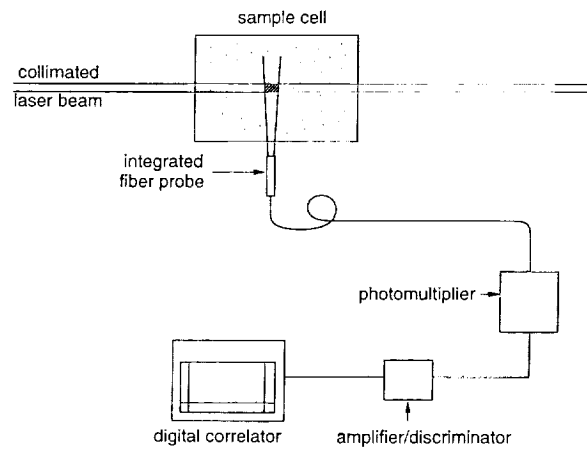 sample cell
collimated
laser beam
integrated
fiber probe
photomultiplier
digital correlator
amplifier/discriminator